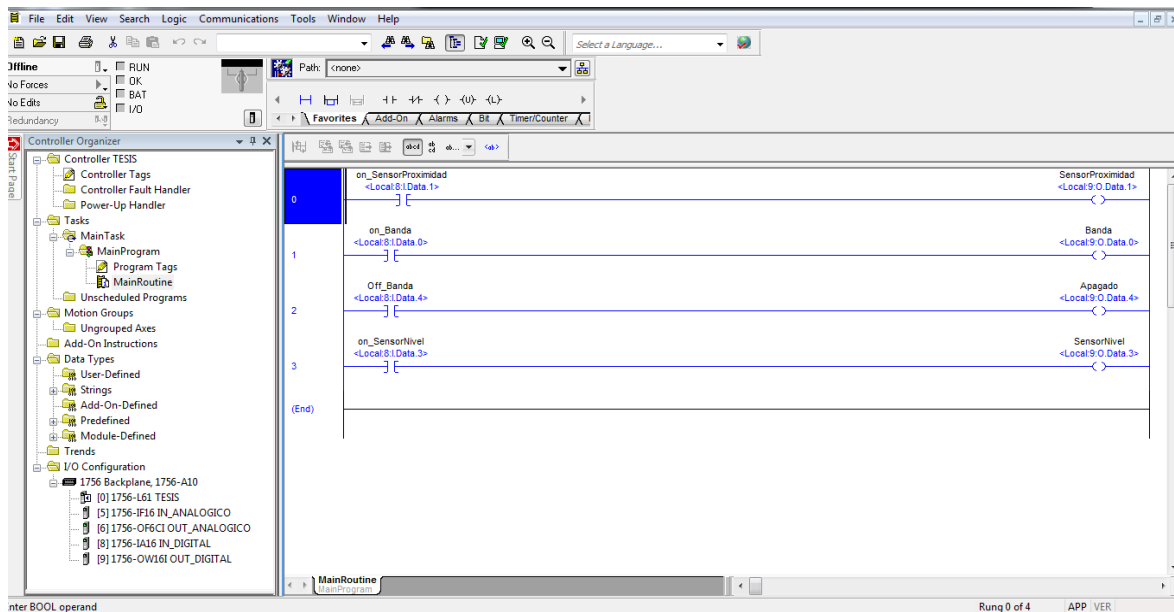 File Edit View Search Logic Communications Tools Window Help
Select a Language...
Offline
RUN
No Forces
OK
No Edits
BAT
Redundancy
I/O
Path: <none>
Favorites Add-On Alarms Bit Timer/Counter
Start Page
Controller Organizer
Controller TESIS
Controller Tags
Controller Fault Handler
Power-Up Handler
Tasks
MainTask
MainProgram
Program Tags
MainRoutine
Unscheduled Programs
Motion Groups
Ungrouped Axes
Add-On Instructions
Data Types
User-Defined
Strings
Add-On-Defined
Predefined
Module-Defined
Trends
I/O Configuration
1756 Backplane, 1756-A10
[0] 1756-L61 TESIS
[5] 1756-IF16 IN_ANALOGICO
[6] 1756-OF6CI OUT_ANALOGICO
[8] 1756-IA16 IN_DIGITAL
[9] 1756-OW16I OUT_DIGITAL
on_SensorProximidad
<Local:8:I.Data.1>
SensorProximidad
<Local:9:O.Data.1>
0
on_Banda
<Local:8:I.Data.0>
Banda
<Local:9:O.Data.0>
1
Off_Banda
<Local:8:I.Data.4>
Apagado
<Local:9:O.Data.4>
2
on_SensorNivel
<Local:8:I.Data.3>
SensorNivel
<Local:9:O.Data.3>
3
(End)
MainRoutine
MainProgram
nter BOOL operand
Rung 0 of 4
APP VER